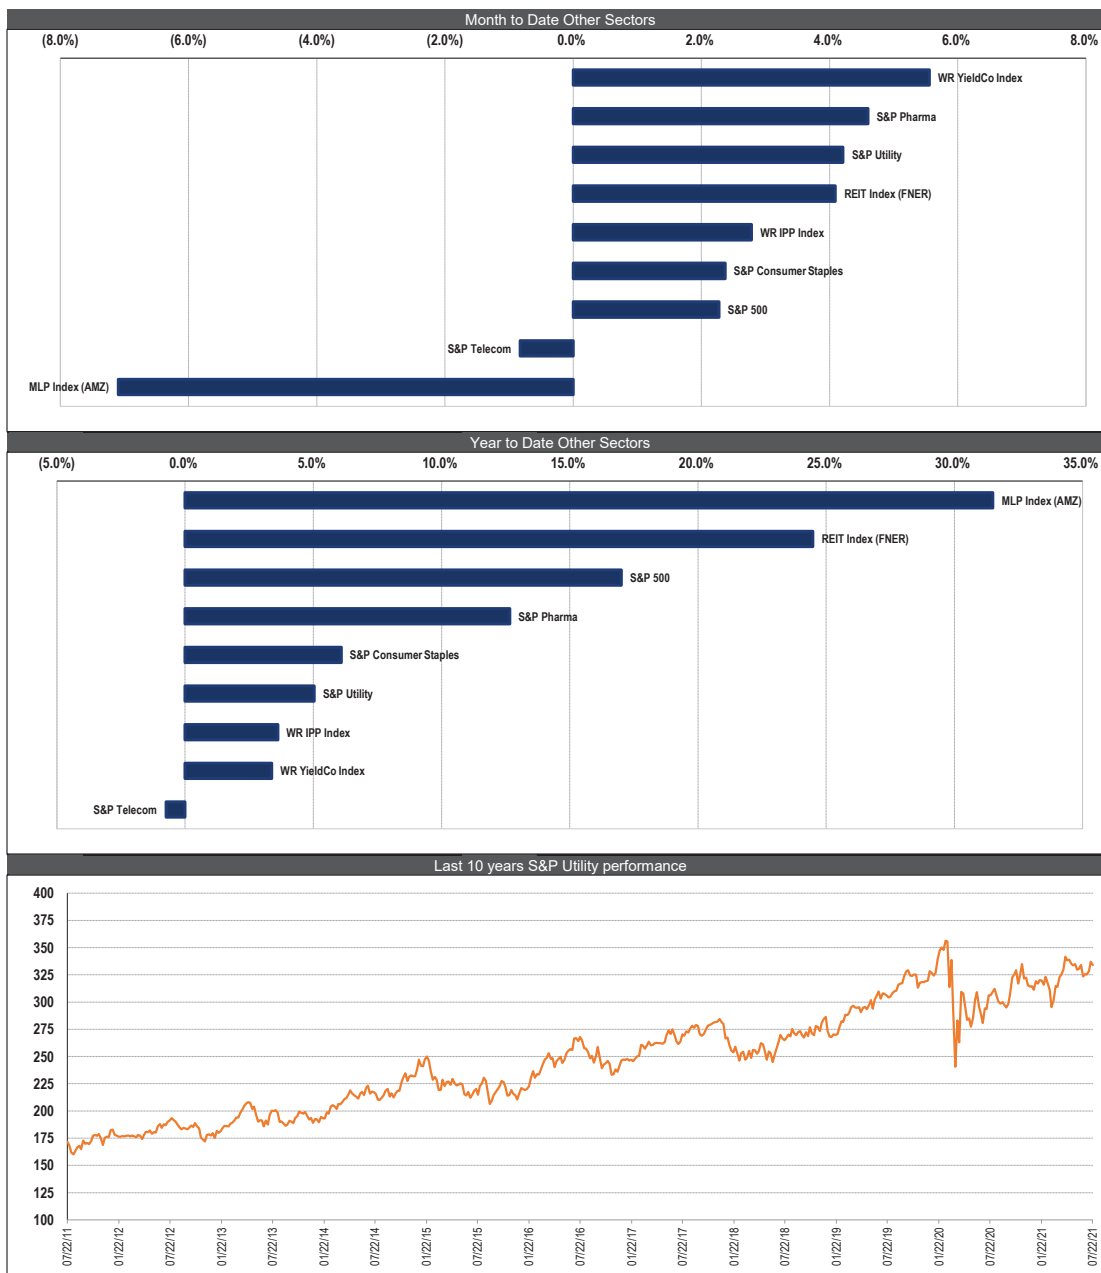 Month to Date Other Sectors
(8.0%) (6.0%) (4.0%) (2.0%) 0.0% 2.0% 4.0% 6.0% 8.0%
WR YieldCo Index
S&P Pharma
S&P Utility
REIT Index (FNER)
WR IPP Index
S&P Consumer Staples
S&P 500
S&P Telecom
MLP Index (AMZ)
Year to Date Other Sectors
(5.0%) 0.0% 5.0% 10.0% 15.0% 20.0% 25.0% 30.0% 35.0%
MLP Index (AMZ)
REIT Index (FNER)
S&P 500
S&P Pharma
S&P Consumer Staples
S&P Utility
WR IPP Index
WR YieldCo Index
S&P Telecom
Last 10 years S&P Utility performance
400
375
350
325
300
275
250
225
200
175
150
125
100
07/22/11 01/22/12 07/22/12 01/22/13 07/22/13 01/22/14 07/22/14 01/22/15 07/22/15 01/22/16 07/22/16 01/22/17 07/22/17 01/22/18 07/22/18 01/22/19 07/22/19 01/22/20 07/22/20 01/22/21 07/22/21